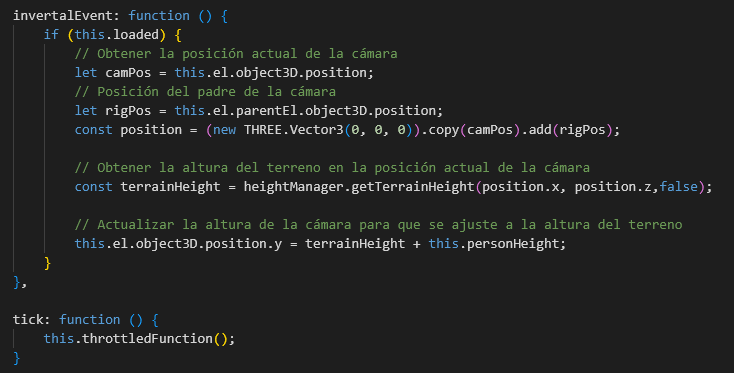 invertalEvent: function () {
    if (this.loaded) {
        // Obtener la posición actual de la cámara
        let camPos = this.el.object3D.position;
        // Posición del padre de la cámara
        let rigPos = this.el.parentEl.object3D.position;
        const position = (new THREE.Vector3(0, 0, 0)).copy(camPos).add(rigPos);

        // Obtener la altura del terreno en la posición actual de la cámara
        const terrainHeight = heightManager.getTerrainHeight(position.x, position.z,false);

        // Actualizar la altura de la cámara para que se ajuste a la altura del terreno
        this.el.object3D.position.y = terrainHeight + this.personHeight;
    }
},

tick: function () {
    this.throttledFunction();
}